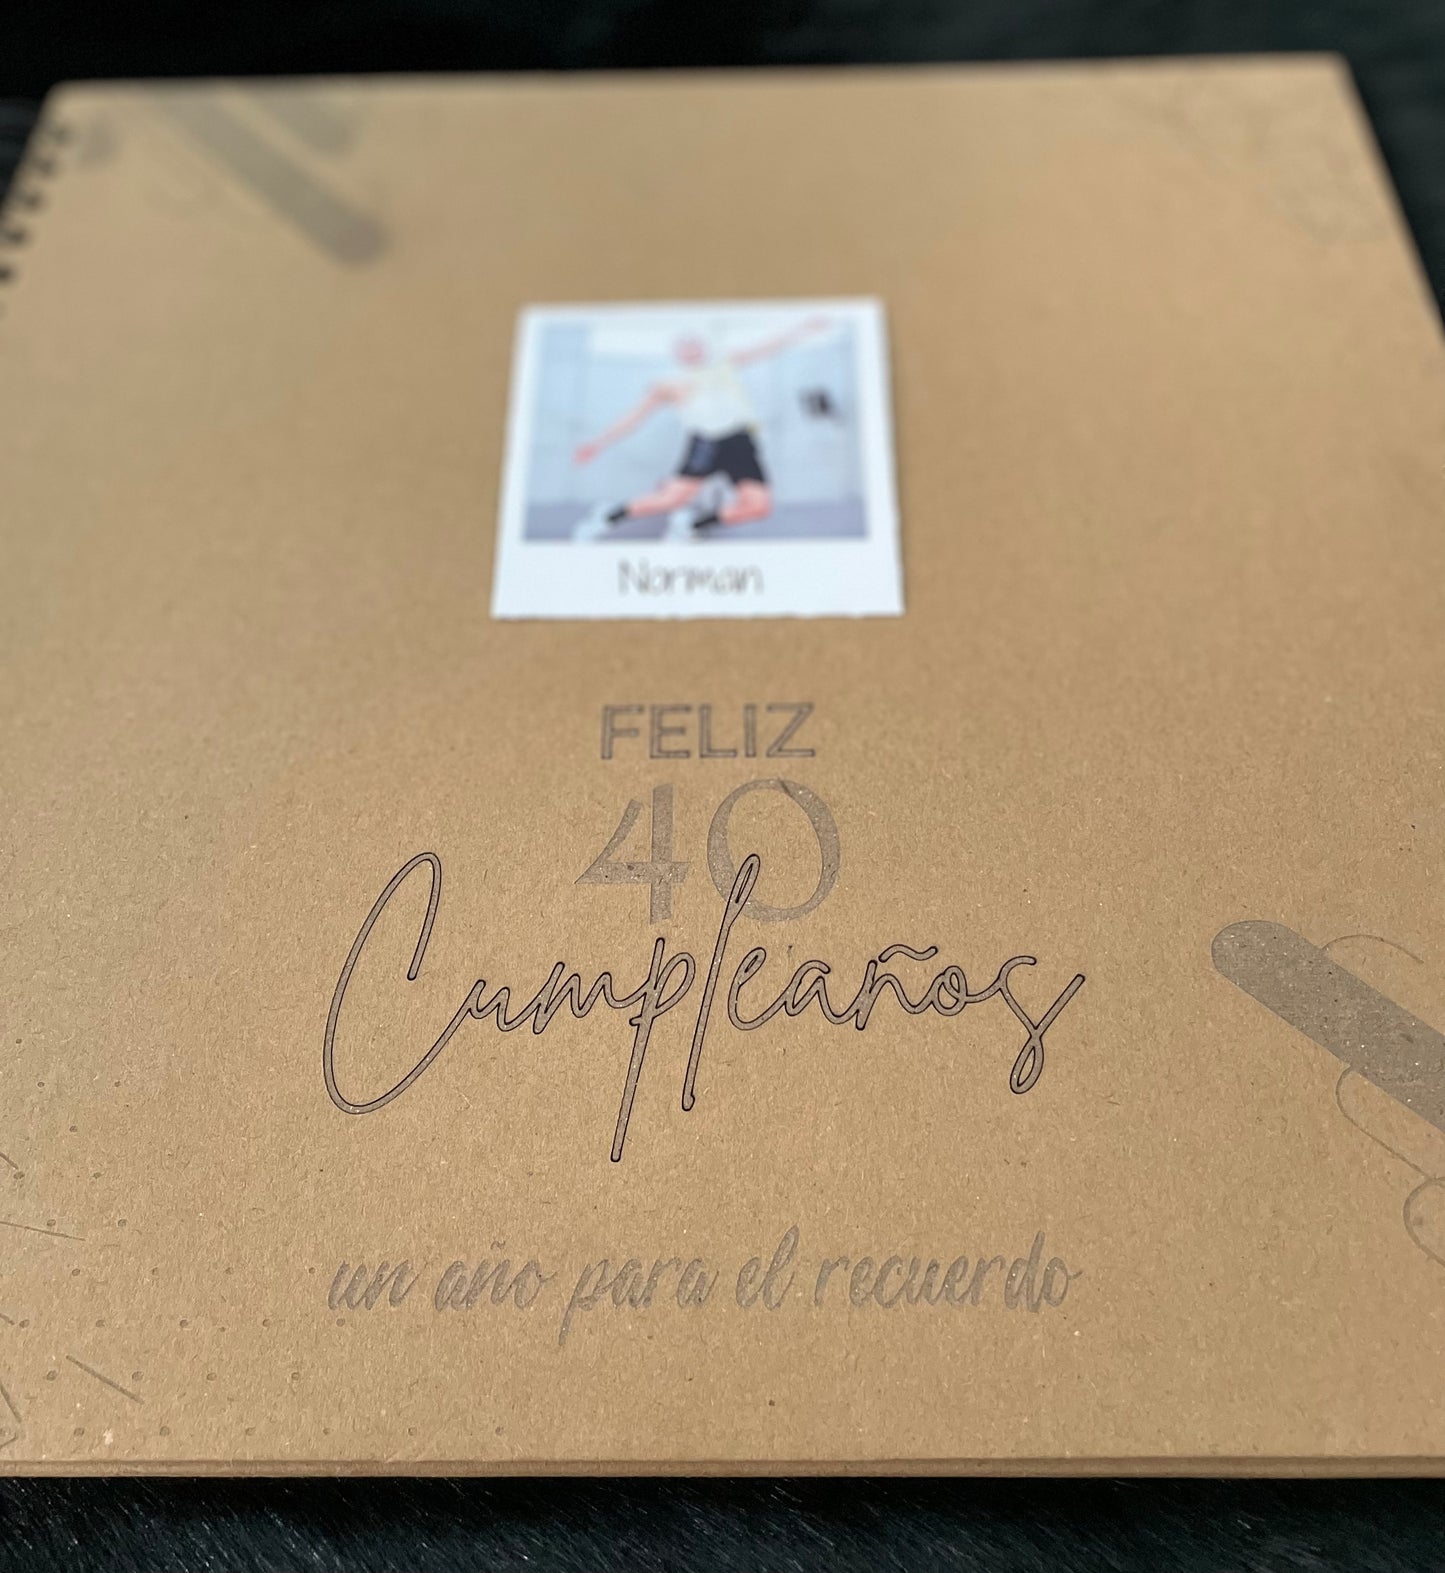 Norman
FELIZ
40
Cumpleaños
un año para el recuerdo